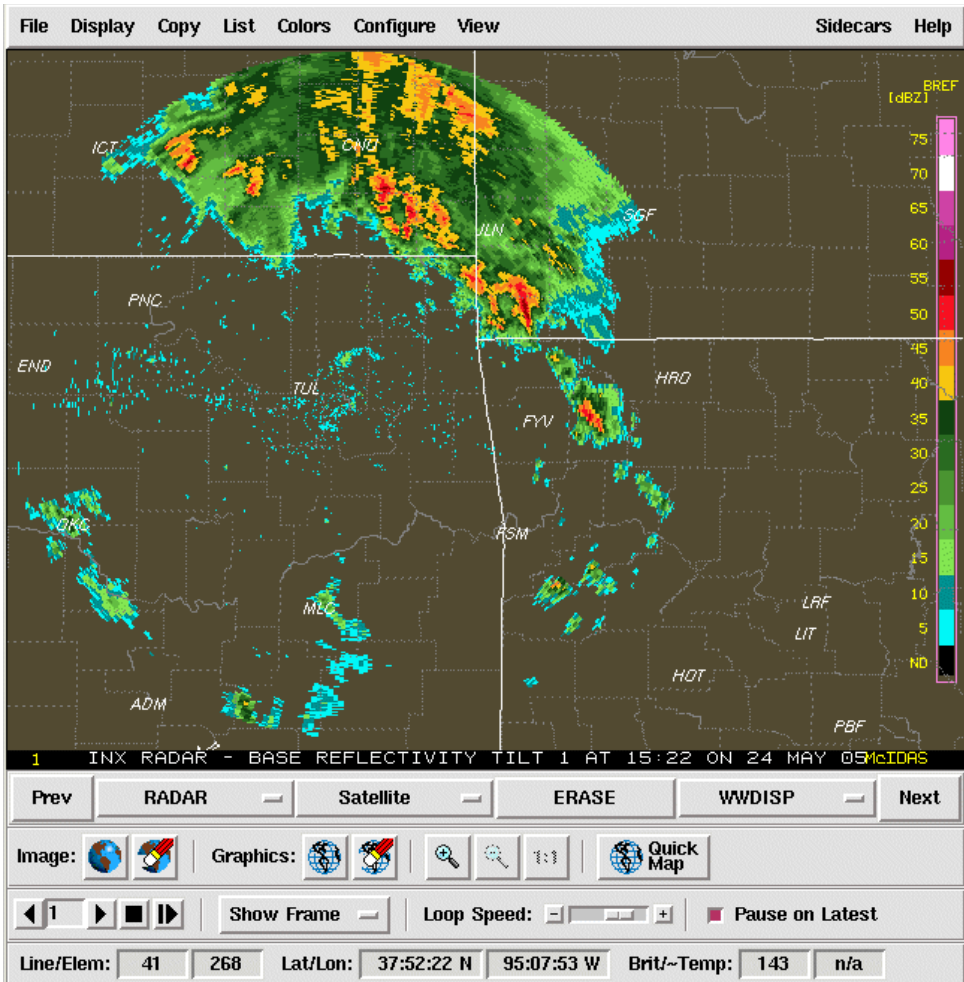 File Display Copy List Colors Configure View Sidecars Help
BREF
[dBZ]
75
ICT
CNU
70
65
SGF
JLN
60
55
PNC
50
45
END
HRO
TUL
40
FYV
35
30
25
OKC
20
FSM
15
MLC
10
LRF
5
LIT
ND
HOT
ADM
PBF
1 INX RADAR - BASE REFLECTIVITY TILT 1 AT 15:22 ON 24 MAY 05 McIDAS
Prev RADAR Satellite ERASE WWDISP Next
Image: Graphics: 1:1 Quick
Map
1 Show Frame Loop Speed: - + Pause on Latest
Line/Elem: 41 268 Lat/Lon: 37:52:22 N 95:07:53 W Brit/~Temp: 143 n/a